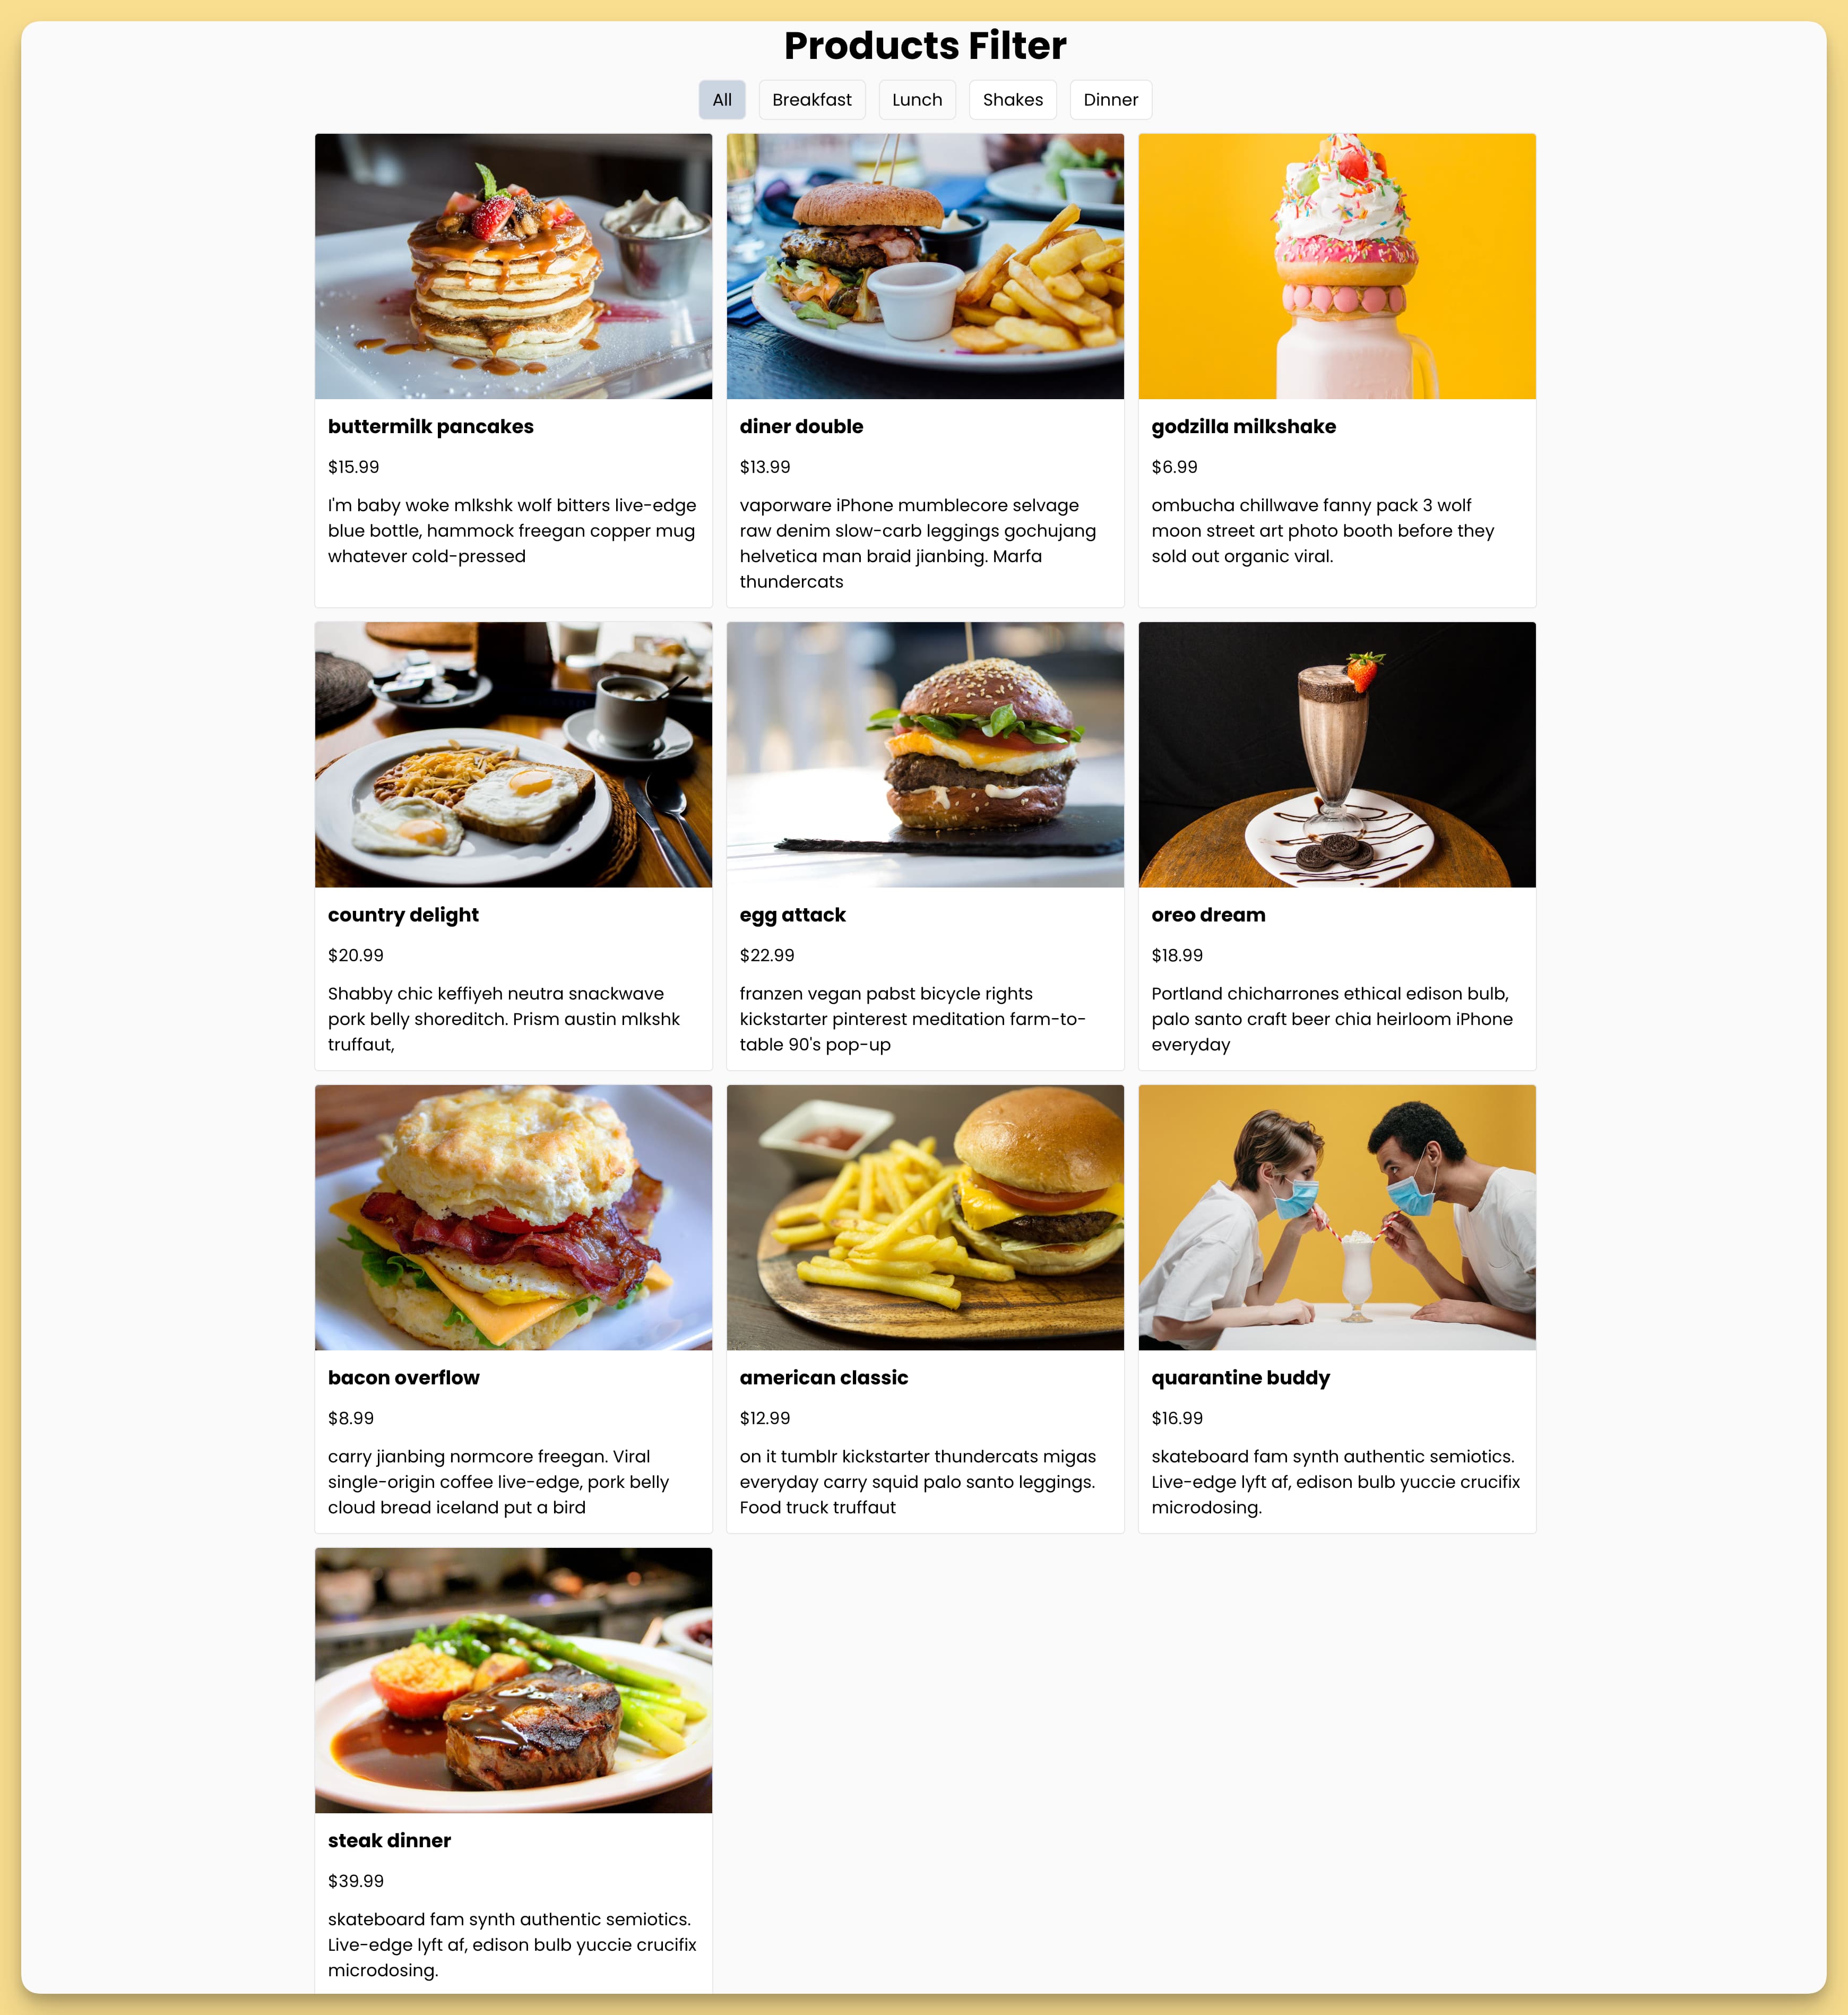 Products Filter
All
Breakfast
Lunch
Shakes
Dinner
buttermilk pancakes
$15.99
I'm baby woke mlkshk wolf bitters live-edge
blue bottle, hammock freegan copper mug
whatever cold-pressed
diner double
$13.99
vaporware iPhone mumblecore selvage
raw denim slow-carb leggings gochujang
helvetica man braid jianbing. Marfa
thundercats
godzilla milkshake
$6.99
ombucha chillwave fanny pack 3 wolf
moon street art photo booth before they
sold out organic viral.
country delight
$20.99
Shabby chic keffiyeh neutra snackwave
pork belly shoreditch. Prism austin mlkshk
truffaut,
egg attack
$22.99
franzen vegan pabst bicycle rights
kickstarter pinterest meditation farm-to-
table 90's pop-up
oreo dream
$18.99
Portland chicharrones ethical edison bulb,
palo santo craft beer chia heirloom iPhone
everyday
bacon overflow
$8.99
carry jianbing normcore freegan. Viral
single-origin coffee live-edge, pork belly
cloud bread iceland put a bird
american classic
$12.99
on it tumblr kickstarter thundercats migas
everyday carry squid palo santo leggings.
Food truck truffaut
quarantine buddy
$16.99
skateboard fam synth authentic semiotics.
Live-edge lyft af, edison bulb yuccie crucifix
microdosing.
steak dinner
$39.99
skateboard fam synth authentic semiotics.
Live-edge lyft af, edison bulb yuccie crucifix
microdosing.